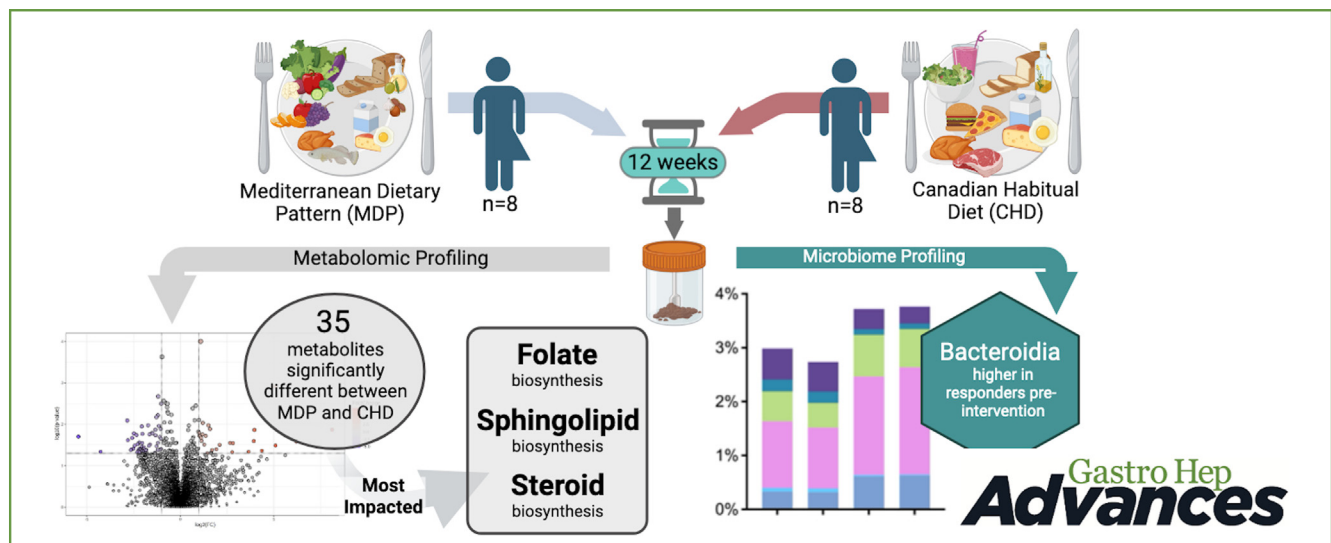 12 weeks
Mediterranean Dietary
Pattern (MDP)
n=8
n=8
Canadian Habitual
Diet (CHD)
Metabolomic Profiling
Microbiome Profiling
35
metabolites
significantly
different between
MDP and CHD
Most
Impacted
Folate
biosynthesis
Sphingolipid
biosynthesis
Steroid
biosynthesis
4%
3%
2%
1%
0%
Bacteroidia
higher in
responders pre-
intervention
Gastro Hep
Advances
log2(FC)